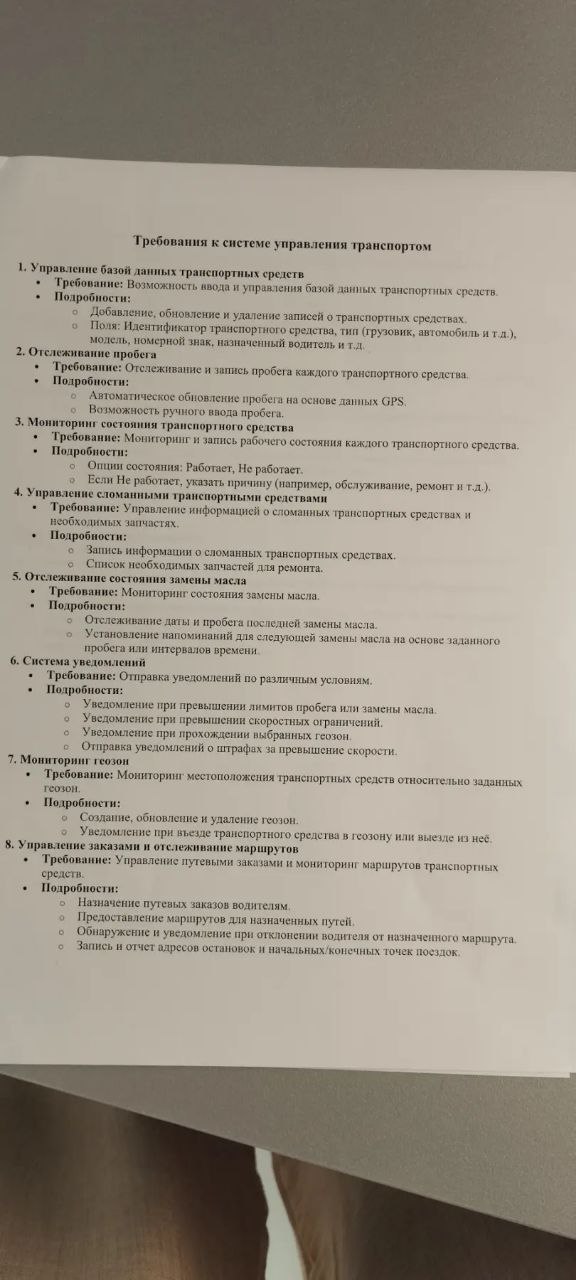 Требования к системе управления транспортом
1. Управление базой данных транспортных средств
• Требование: Возможность ввода и управления базой данных транспортных средств.
• Подробности:
○ Добавление, обновление и удаление записей о транспортных средствах.
○ Поля: Идентификатор транспортного средства, тип (грузовик, автомобиль и т.д.),
модель, номерной знак, назначенный водитель и т.д.
2. Отслеживание пробега
• Требование: Отслеживание и запись пробега каждого транспортного средства.
• Подробности:
○ Автоматическое обновление пробега на основе данных GPS.
○ Возможность ручного ввода пробега.
3. Мониторинг состояния транспортного средства
• Требование: Мониторинг и запись рабочего состояния каждого транспортного средства.
• Подробности:
○ Опции состояния: Работает, Не работает.
○ Если Не работает, указать причину (например, обслуживание, ремонт и т.д.).
4. Управление сломанными транспортными средствами
• Требование: Управление информацией о сломанных транспортных средствах и
необходимых запчастях.
• Подробности:
○ Запись информации о сломанных транспортных средствах.
○ Список необходимых запчастей для ремонта.
5. Отслеживание состояния замены масла
• Требование: Мониторинг состояния замены масла.
• Подробности:
○ Отслеживание даты и пробега последней замены масла.
○ Установление напоминаний для следующей замены масла на основе заданного
пробега или интервалов времени.
6. Система уведомлений
• Требование: Отправка уведомлений по различным условиям.
• Подробности:
○ Уведомление при превышении лимитов пробега или замены масла.
○ Уведомление при превышении скоростных ограничений.
○ Уведомление при прохождении выбранных геозон.
○ Отправка уведомлений о штрафах за превышение скорости.
7. Мониторинг геозон
• Требование: Мониторинг местоположения транспортных средств относительно заданных
геозон.
• Подробности:
○ Создание, обновление и удаление геозон.
○ Уведомление при въезде транспортного средства в геозону или выезде из неё.
8. Управление заказами и отслеживание маршрутов
• Требование: Управление путевыми заказами и мониторинг маршрутов транспортных
средств.
• Подробности:
○ Назначение путевых заказов водителям.
○ Предоставление маршрутов для назначенных путей.
○ Обнаружение и уведомление при отклонении водителя от назначенного маршрута.
○ Запись и отчет адресов остановок и начальных/конечных точек поездок.